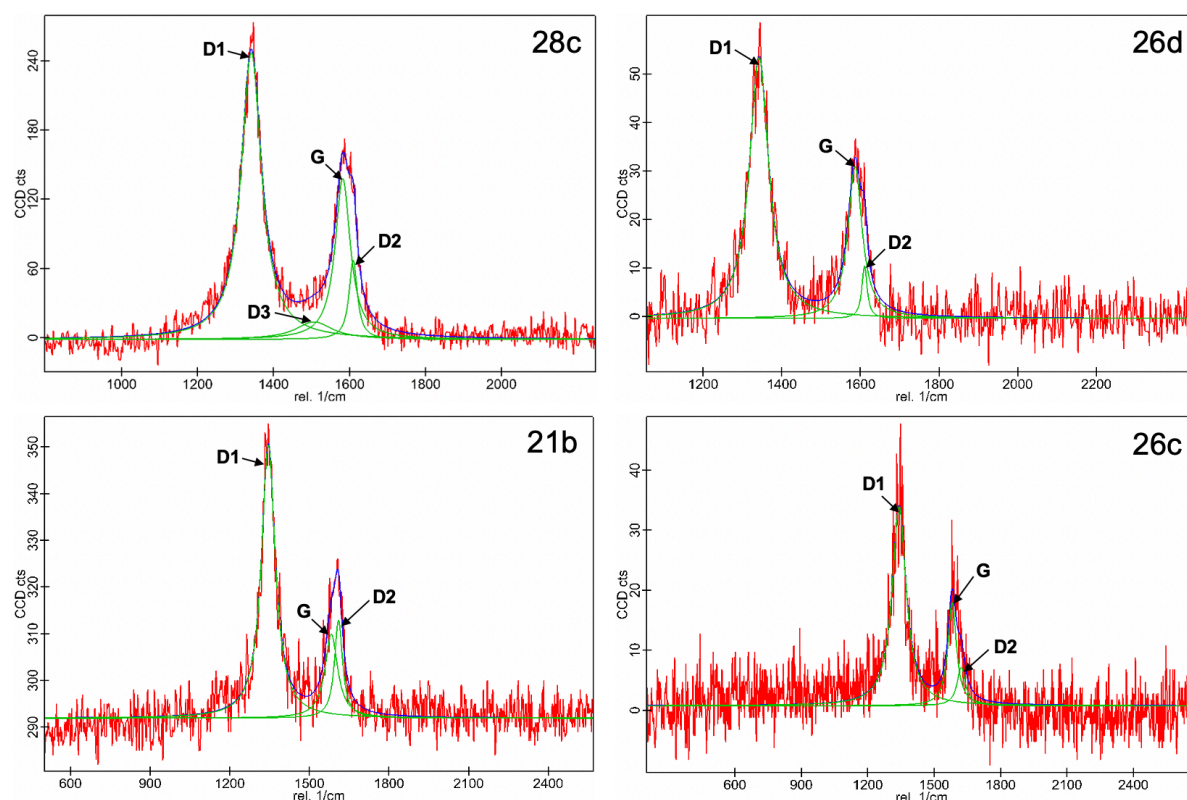 28c
D1
G
D2
D3
CCD cts
0 60 120 180 240
1000 1200 1400 1600 1800 2000
rel. 1/cm
26d
D1
G
D2
CCD cts
0 10 20 30 40 50
1200 1400 1600 1800 2000 2200
rel. 1/cm
21b
D1
G
D2
CCD cts
290 300 310 320 330 340 350
600 900 1200 1500 1800 2100 2400
rel. 1/cm
26c
D1
G
D2
CCD cts
0 10 20 30 40
600 900 1200 1500 1800 2100 2400
rel. 1/cm